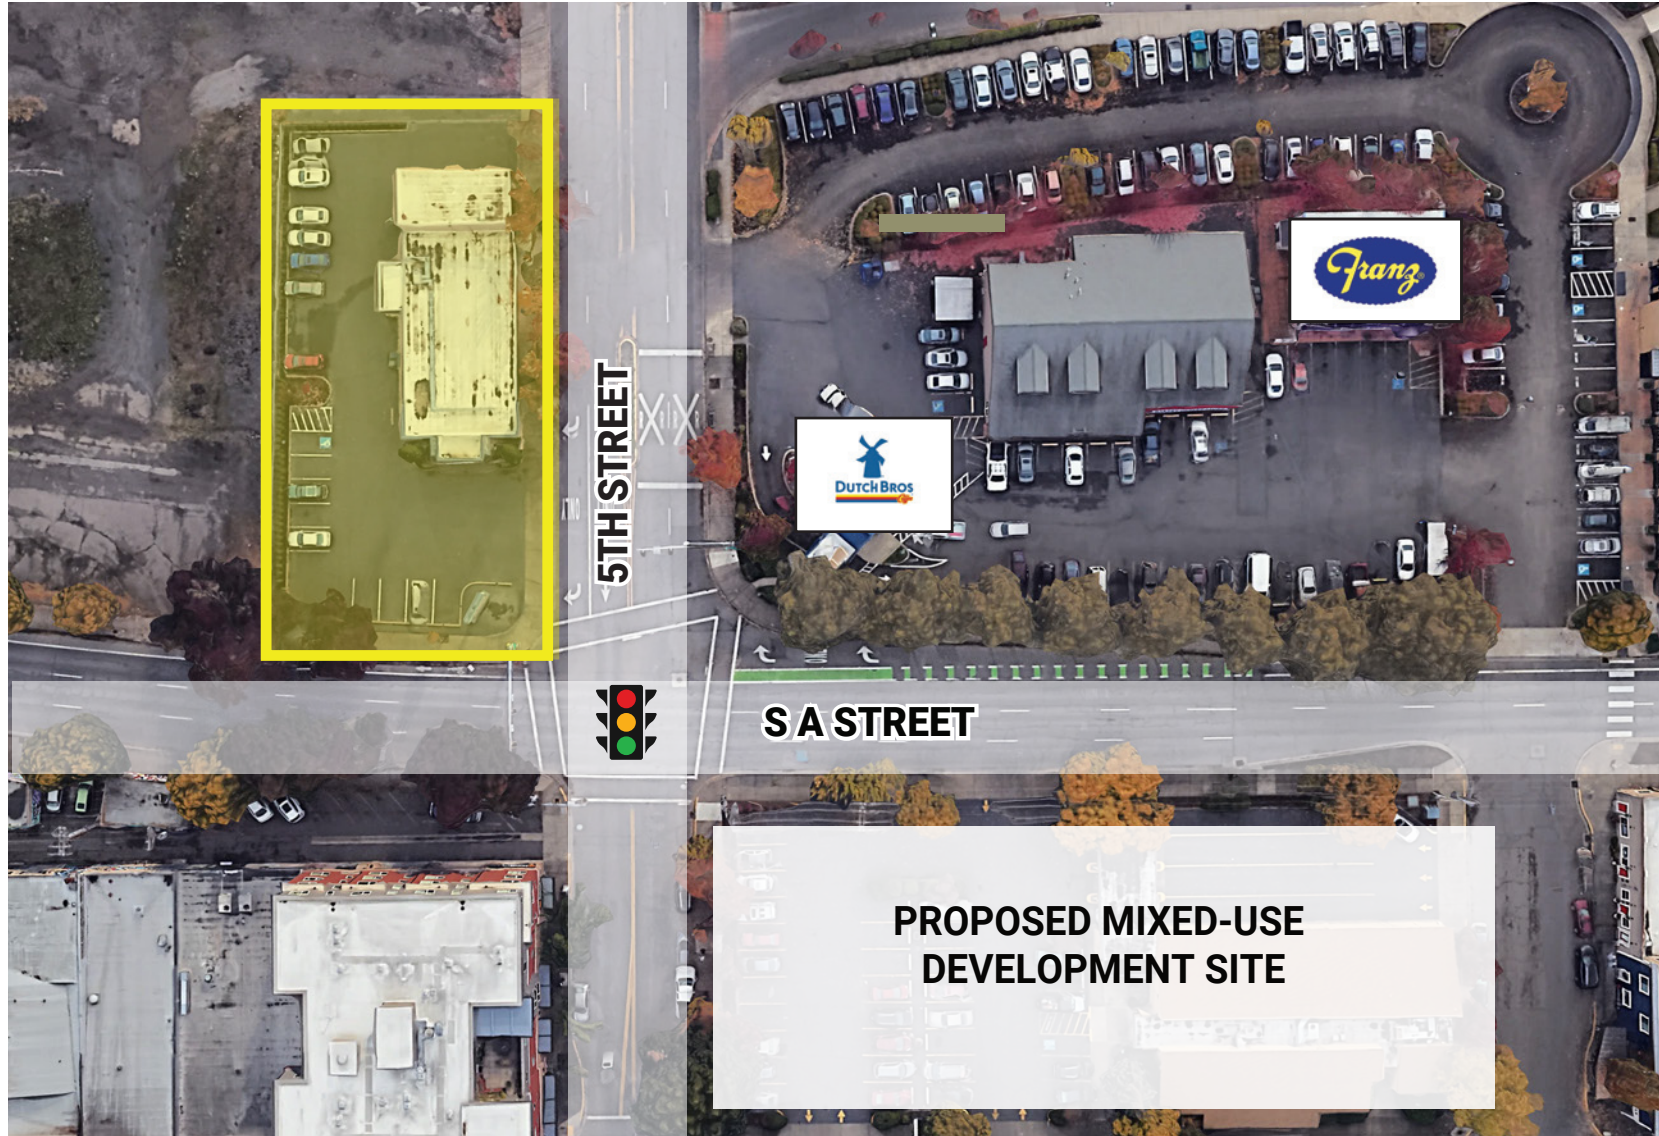 Franz
DUTCH BROS
5TH STREET
S A STREET
PROPOSED MIXED-USE
DEVELOPMENT SITE